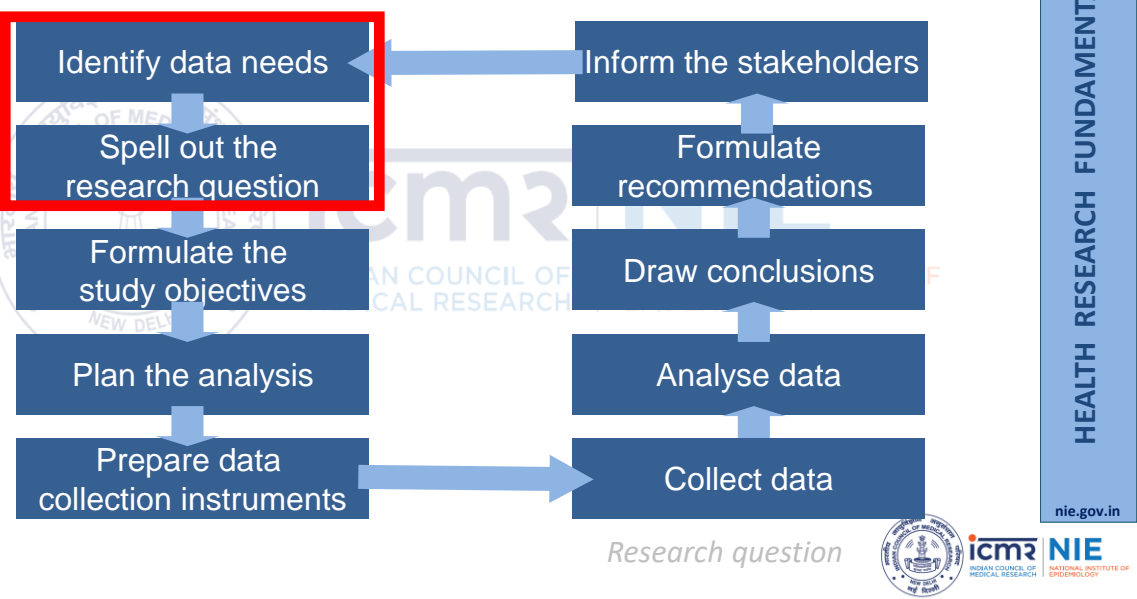 Identify data needs
Spell out the
research question
Formulate the
study objectives
Plan the analysis
Prepare data
collection instruments
Inform the stakeholders
Formulate
recommendations
Draw conclusions
Analyse data
Collect data
HEALTH RESEARCH FUNDAMENT
nie.gov.in
Research question
icmr
INDIAN COUNCIL OF
MEDICAL RESEARCH
NIE
NATIONAL INSTITUTE OF
EPIDEMIOLOGY